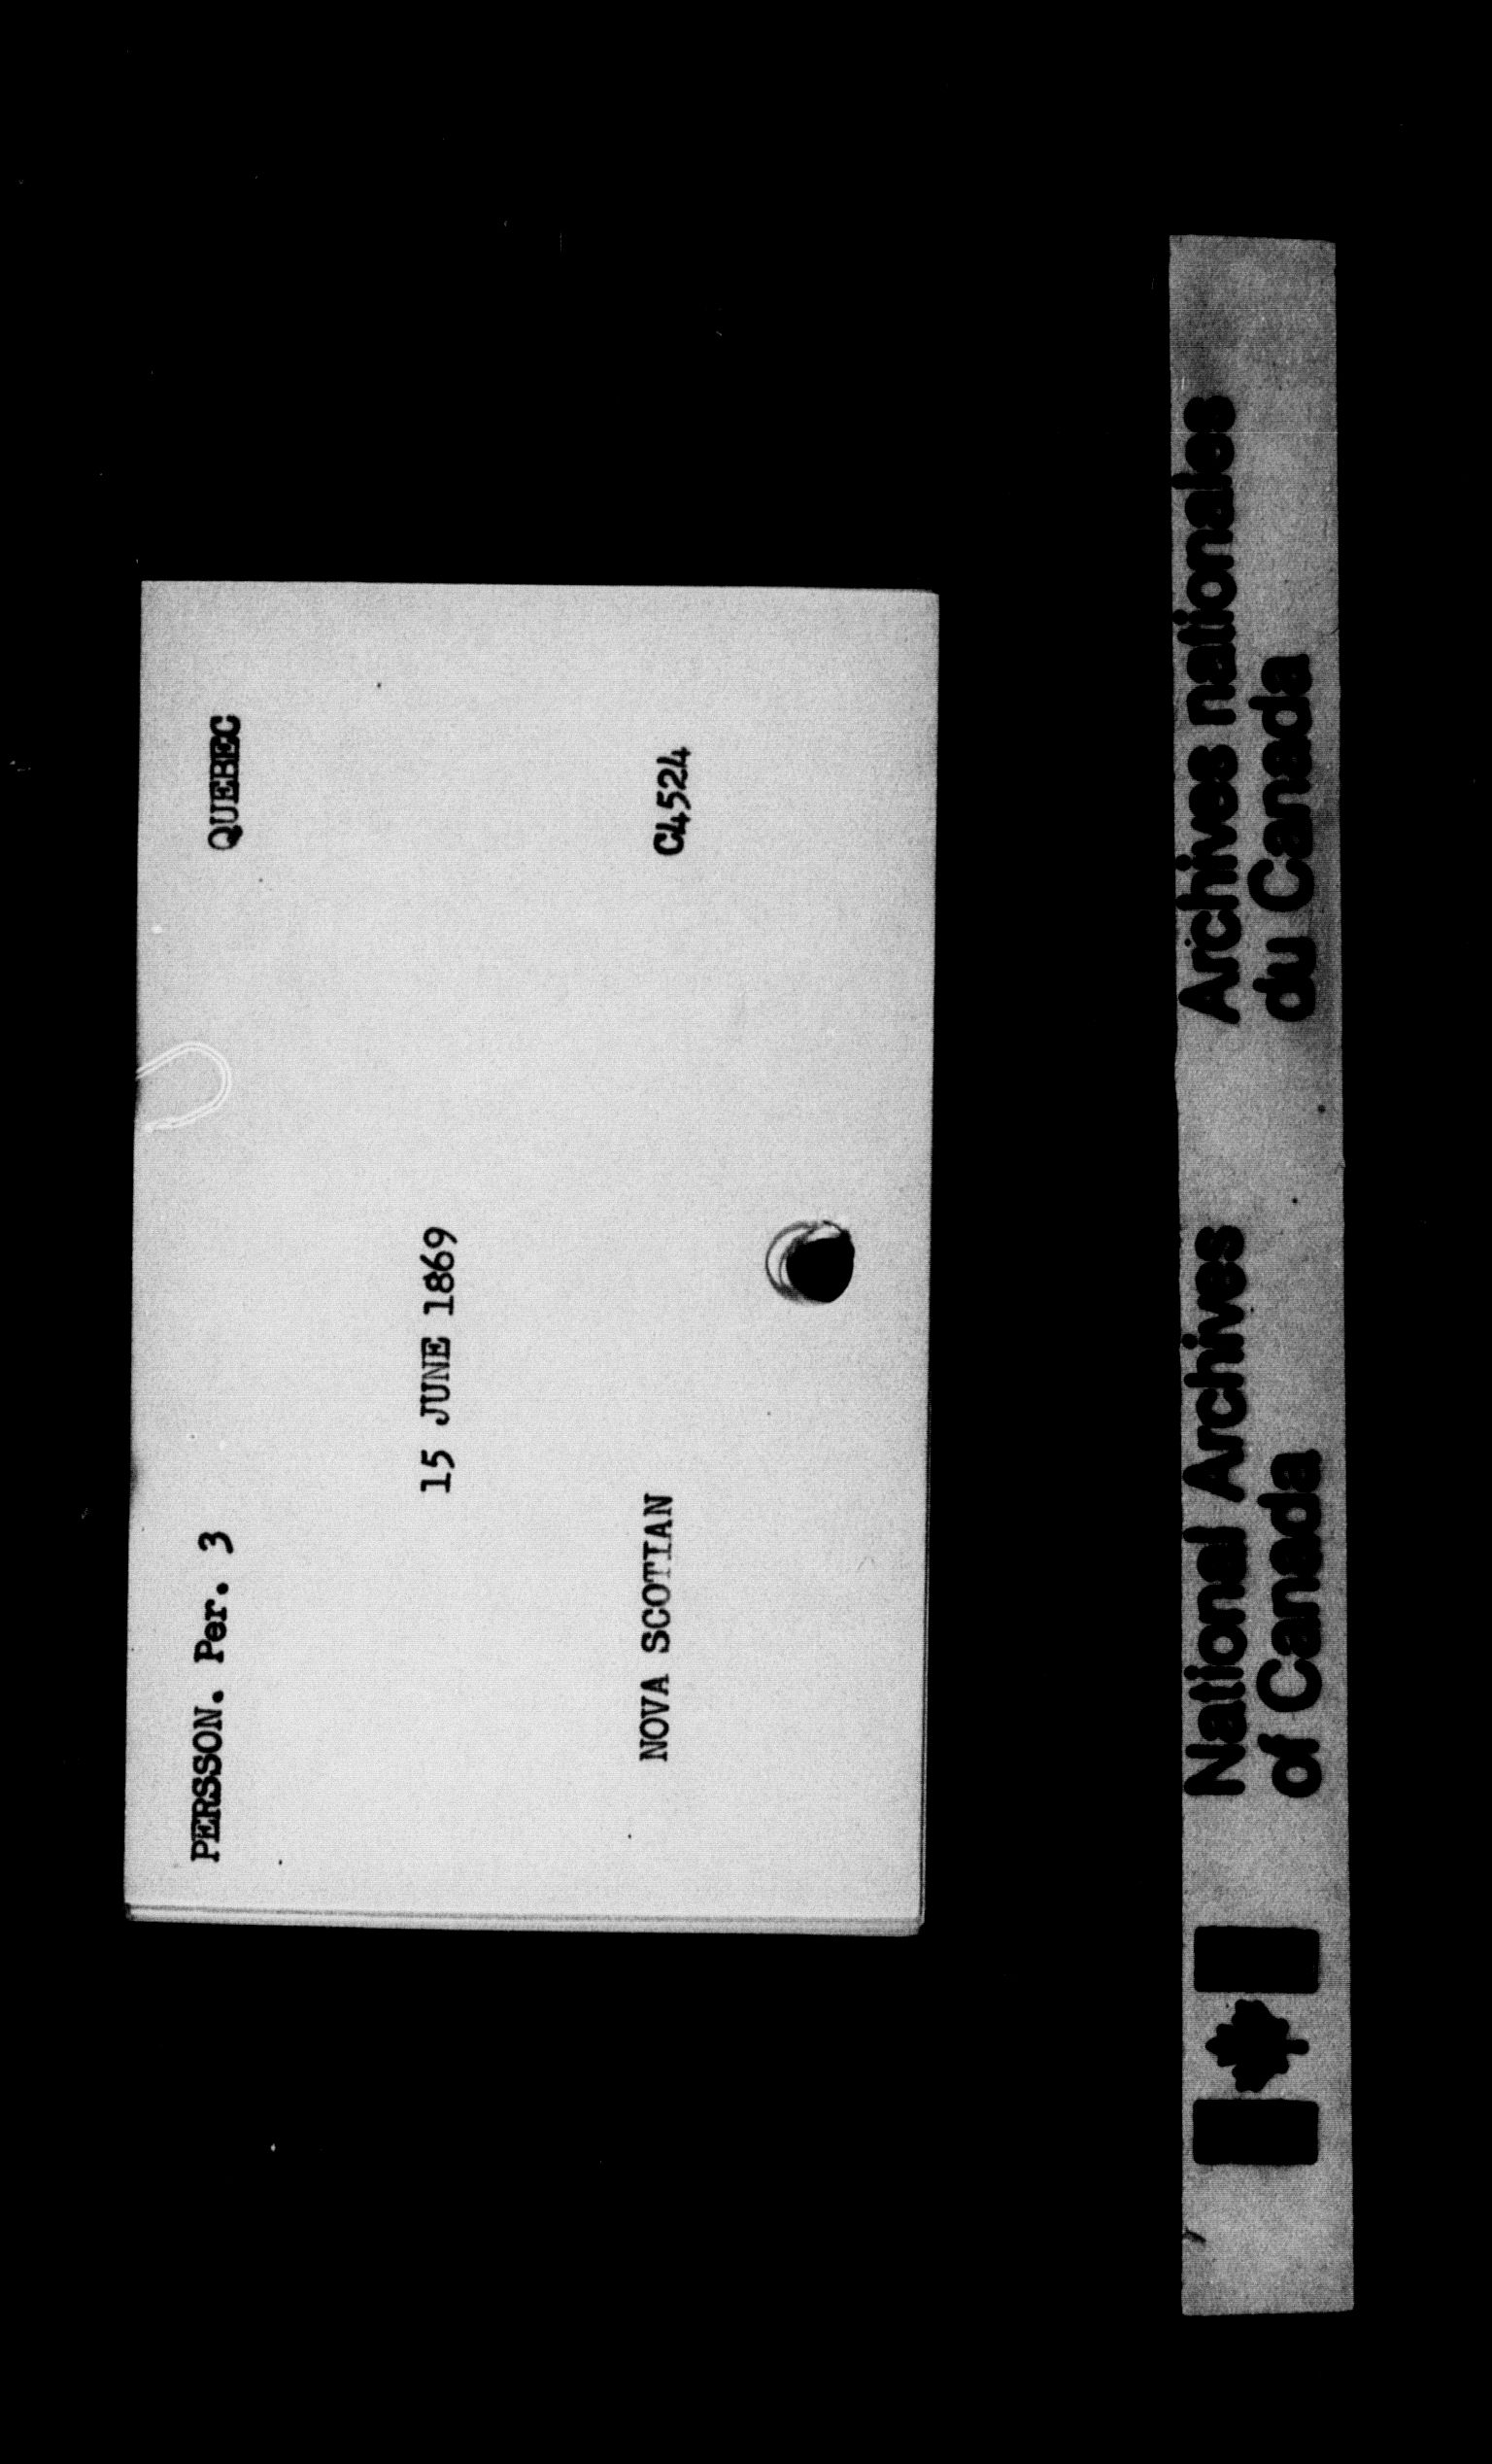 PERSSON. Per. 3 QUEBEC
15 JUNE 1869
NOVA SCOTIAN C4524
National Archives
of Canada
Archives nationales
du Canada